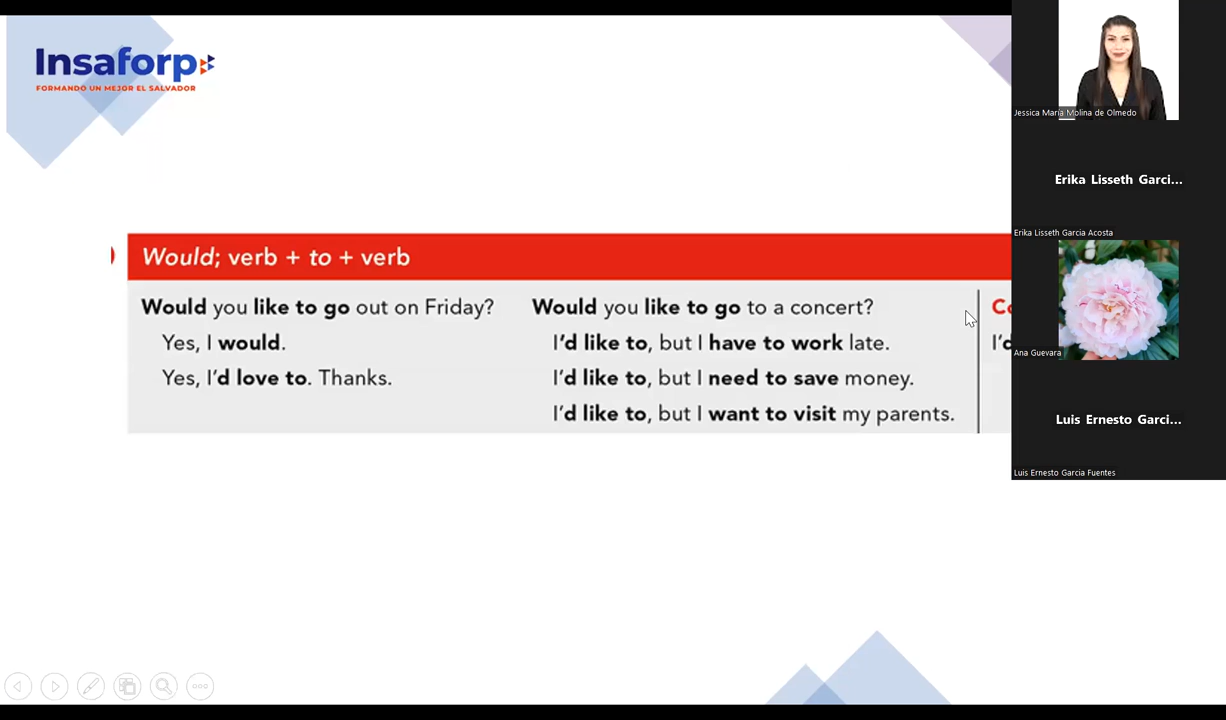 Insaforp
FORMANDO UN MEJOR EL SALVADOR
Would; verb + to + verb
Would you like to go out on Friday?
Yes, I would.
Yes, I'd love to. Thanks.
Would you like to go to a concert?
I'd like to, but I have to work late.
I'd like to, but I need to save money.
I'd like to, but I want to visit my parents.
Jessica María Molina de Olmedo
Erika Lisseth Garci...
Erika Lisseth Garcia Acosta
Ana Guevara
Luis Ernesto Garci...
Luis Ernesto Garcia Fuentes